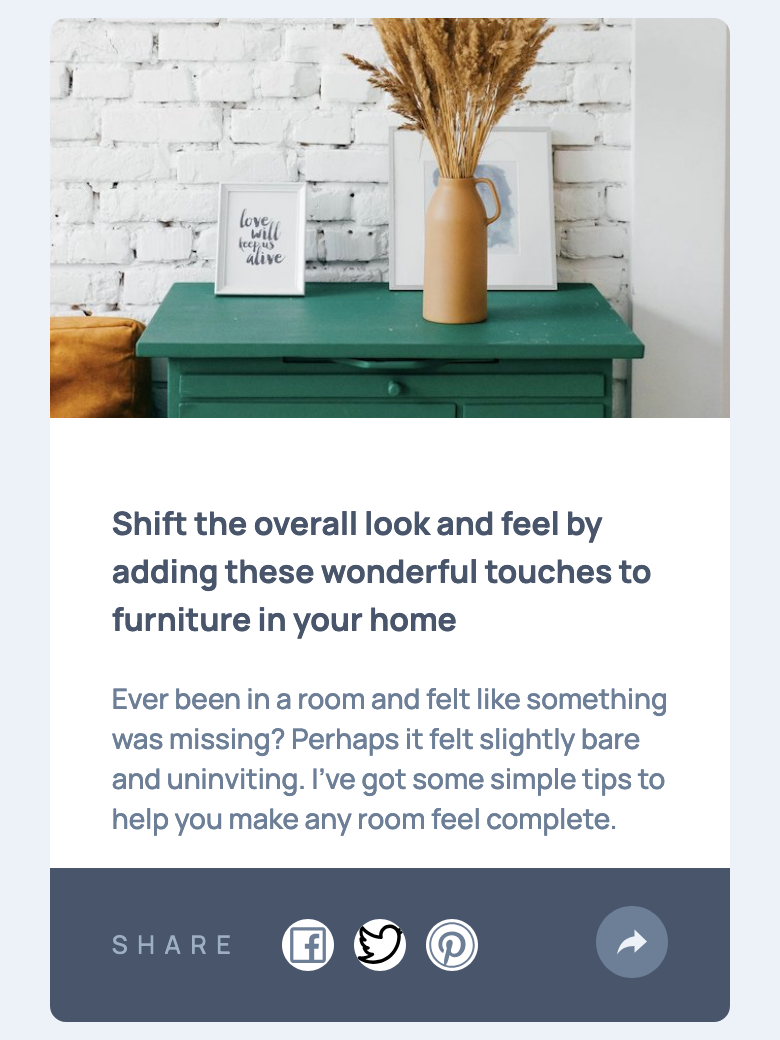 love
will
keep us
alive
Shift the overall look and feel by
adding these wonderful touches to
furniture in your home
Ever been in a room and felt like something
was missing? Perhaps it felt slightly bare
and uninviting. I’ve got some simple tips to
help you make any room feel complete.
SHARE